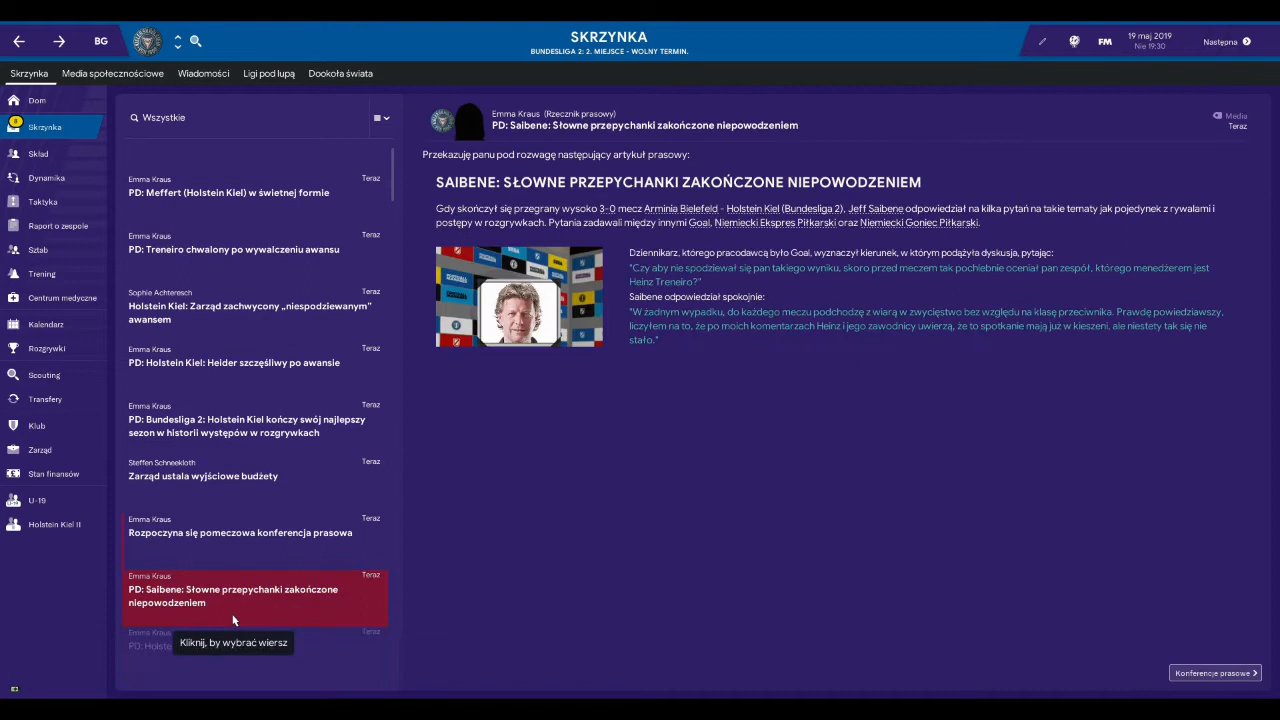 BG
SKRZYNKA
BUNDESLIGA 2: 2. MIEJSCE - WOLNY TERMIN.
FM
19 maj 2019
Nie 19:30
Następna
Skrzynka
Media społecznościowe
Wiadomości
Ligi pod lupą
Dookoła świata
Dom
8
Skrzynka
Skład
Dynamika
Taktyka
Raport o zespole
Sztab
Trening
Centrum medyczne
Kalendarz
Rozgrywki
Scouting
Transfery
Klub
Zarząd
Stan finansów
U-19
Holstein Kiel II
Wszystkie
Emma Kraus
Teraz
PD: Meffert (Holstein Kiel) w świetnej formie
Emma Kraus
Teraz
PD: Treneiro chwalony po wywalczeniu awansu
Sophie Achteresch
Teraz
Holstein Kiel: Zarząd zachwycony „niespodziewanym"
awansem
Emma Kraus
Teraz
PD: Holstein Kiel: Heider szczęśliwy po awansie
Emma Kraus
Teraz
PD: Bundesliga 2: Holstein Kiel kończy swój najlepszy
sezon w historii występów w rozgrywkach
Steffen Schneekloth
Teraz
Zarząd ustala wyjściowe budżety
Emma Kraus
Teraz
Rozpoczyna się pomeczowa konferencja prasowa
Emma Kraus
Teraz
PD: Saibene: Słowne przepychanki zakończone
niepowodzeniem
Emma Kraus
Teraz
PD: Holste
Kliknij, by wybrać wiersz
Emma Kraus (Rzecznik prasowy)
PD: Saibene: Słowne przepychanki zakończone niepowodzeniem
Media
Teraz
Przekazuję panu pod rozwagę następujący artykuł prasowy:
SAIBENE: SŁOWNE PRZEPYCHANKI ZAKOŃCZONE NIEPOWODZENIEM
Gdy skończył się przegrany wysoko 3-0 mecz Arminia Bielefeld - Holstein Kiel (Bundesliga 2), Jeff Saibene odpowiedział na kilka pytań na takie tematy jak pojedynek z rywalami i
postępy w rozgrywkach. Pytania zadawali między innymi Goal, Niemiecki Ekspres Piłkarski oraz Niemiecki Goniec Piłkarski.
Dziennikarz, którego pracodawcą było Goal, wyznaczył kierunek, w którym podążyła dyskusja, pytając:
"Czy aby nie spodziewał się pan takiego wyniku, skoro przed meczem tak pochlebnie oceniał pan zespół, którego menedżerem jest
Heinz Treneiro?"
Saibene odpowiedział spokojnie:
"W żadnym wypadku, do każdego meczu podchodzę z wiarą w zwycięstwo bez względu na klasę przeciwnika. Prawdę powiedziawszy,
liczyłem na to, że po moich komentarzach Heinz i jego zawodnicy uwierzą, że to spotkanie mają już w kieszeni, ale niestety tak się nie
stało."
Konferencje prasowe